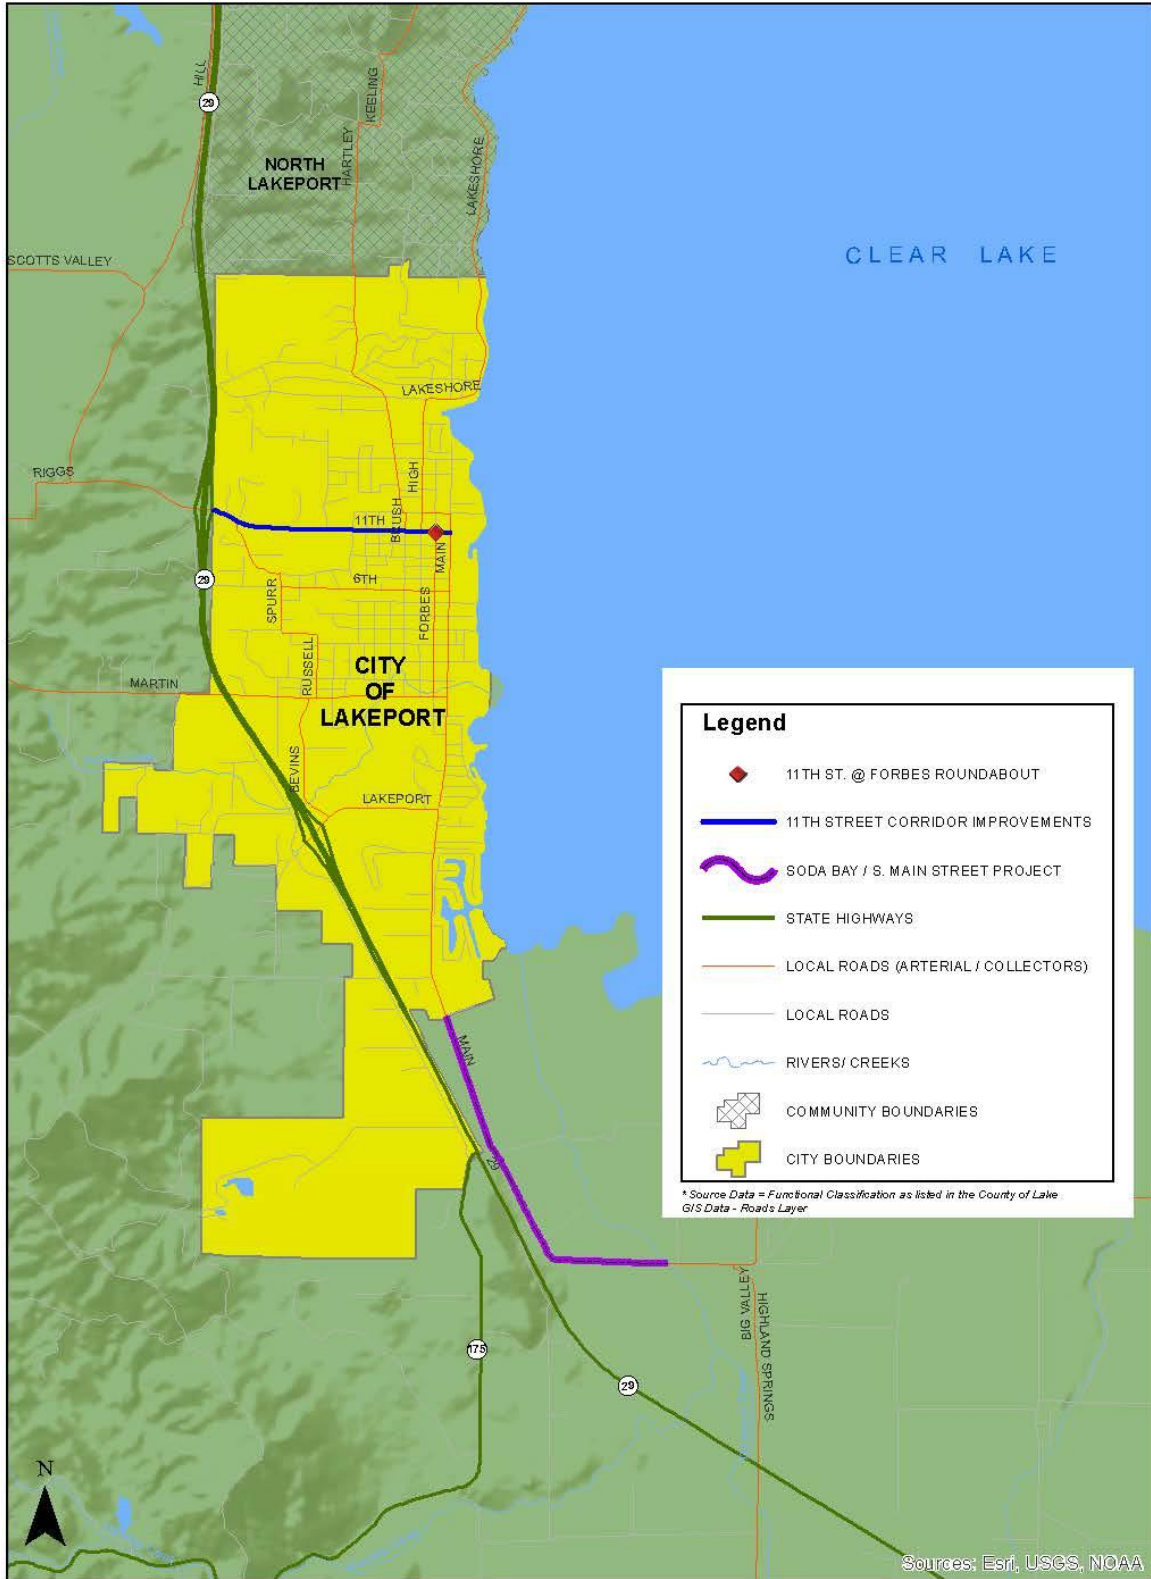 HILL
29
KEELING
NORTH
LAKEPORT
HARTLEY
LAKESHORE
SCOTTS VALLEY
CLEAR LAKE
LAKESHORE
RIGGS
HIGH
BRUSH
11TH
MAIN
29
6TH
SPURR
FORBES
RUSSELL
CITY
OF
LAKEPORT
MARTIN
BEVINS
LAKEPORT
Legend
11TH ST. @ FORBES ROUNDABOUT
11TH STREET CORRIDOR IMPROVEMENTS
SODA BAY / S. MAIN STREET PROJECT
STATE HIGHWAYS
LOCAL ROADS (ARTERIAL / COLLECTORS)
LOCAL ROADS
RIVERS/ CREEKS
COMMUNITY BOUNDARIES
CITY BOUNDARIES
* Source Data = Functional Classification as listed in the County of Lake
GIS Data - Roads Layer
MAIN
29
BIG VALLEY
HIGHLAND SPRINGS
175
29
N
Sources: Esri, USGS, NOAA